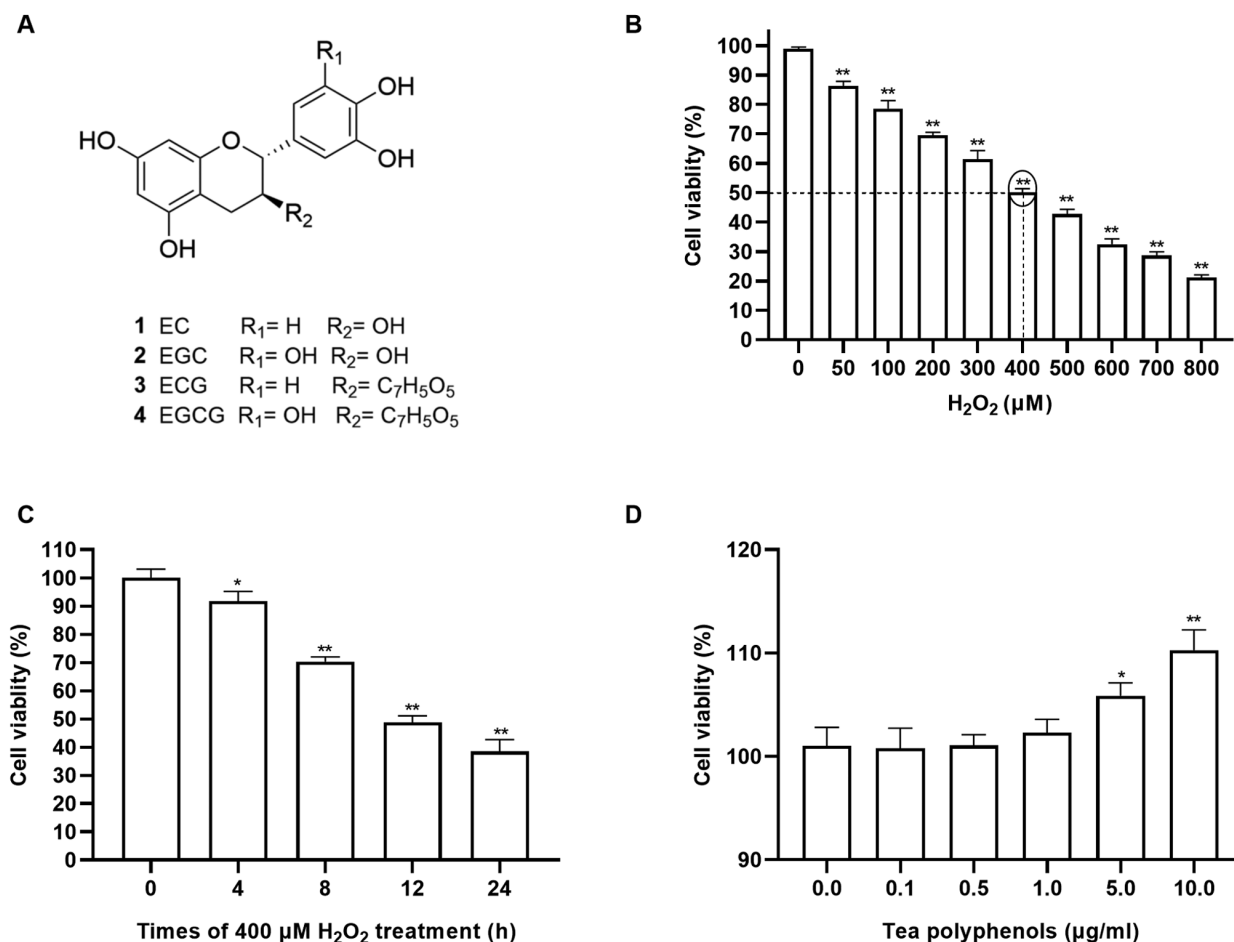 A
R₁
OH
HO
O
OH
R₂
OH
1 EC R₁= H R₂= OH
2 EGC R₁= OH R₂= OH
3 ECG R₁= H R₂= C₇H₅O₅
4 EGCG R₁= OH R₂= C₇H₅O₅
B
Cell viablity (%)
100
90
80
70
60
50
40
30
20
10
0
** ** ** ** ** ** ** ** **
0 50 100 200 300 400 500 600 700 800
H₂O₂ (μM)
C
Cell viablity (%)
110
100
90
80
70
60
50
40
30
20
10
0
* ** ** **
0 4 8 12 24
Times of 400 μM H₂O₂ treatment (h)
D
Cell viablity (%)
120
110
100
90
* **
0.0 0.1 0.5 1.0 5.0 10.0
Tea polyphenols (μg/ml)